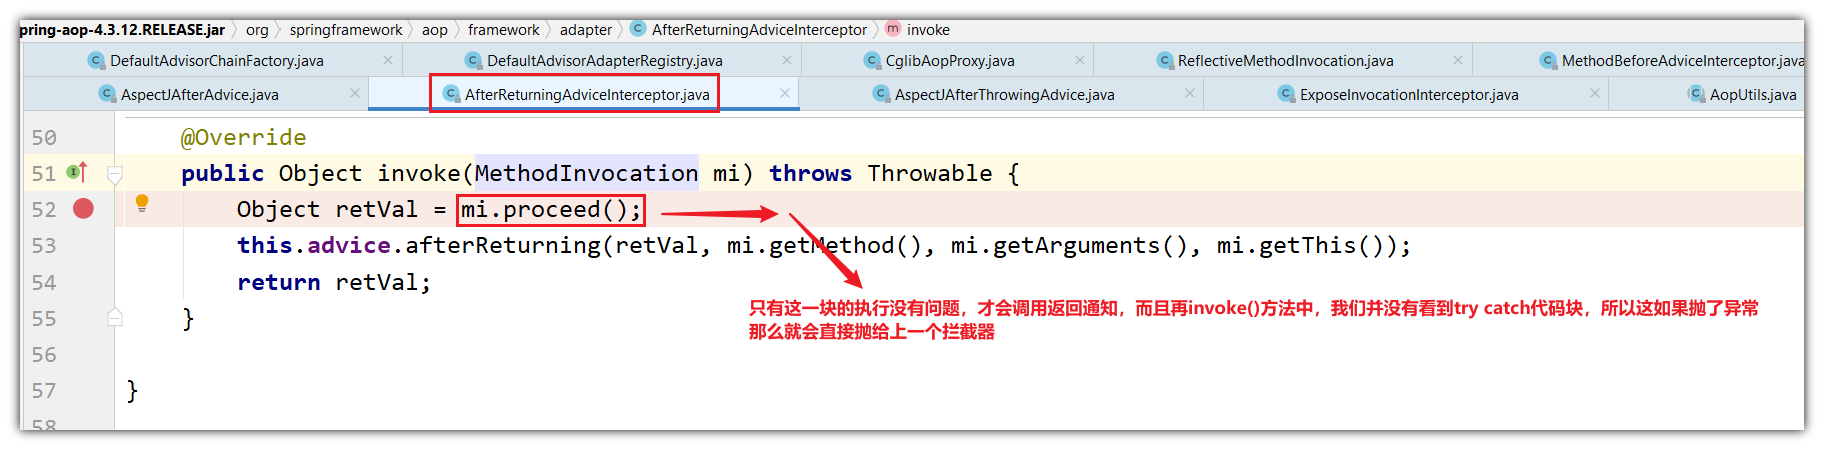 pring-aop-4.3.12.RELEASE.jar org springframework aop framework adapter AfterReturningAdviceInterceptor invoke
DefaultAdvisorChainFactory.java DefaultAdvisorAdapterRegistry.java CglibAopProxy.java ReflectiveMethodInvocation.java MethodBeforeAdviceInterceptor.java
AspectJAfterAdvice.java AfterReturningAdviceInterceptor.java AspectJAfterThrowingAdvice.java ExposeInvocationInterceptor.java AopUtils.java
50 @Override
51 public Object invoke(MethodInvocation mi) throws Throwable {
52 Object retVal = mi.proceed();
53 this.advice.afterReturning(retVal, mi.getMethod(), mi.getArguments(), mi.getThis());
54 return retVal;
只有这一块的执行没有问题，才会调用返回通知，而且再invoke()方法中，我们并没有看到try catch代码块，所以这如果抛了异常
那么就会直接抛给上一个拦截器
55 }
56
57 }
58